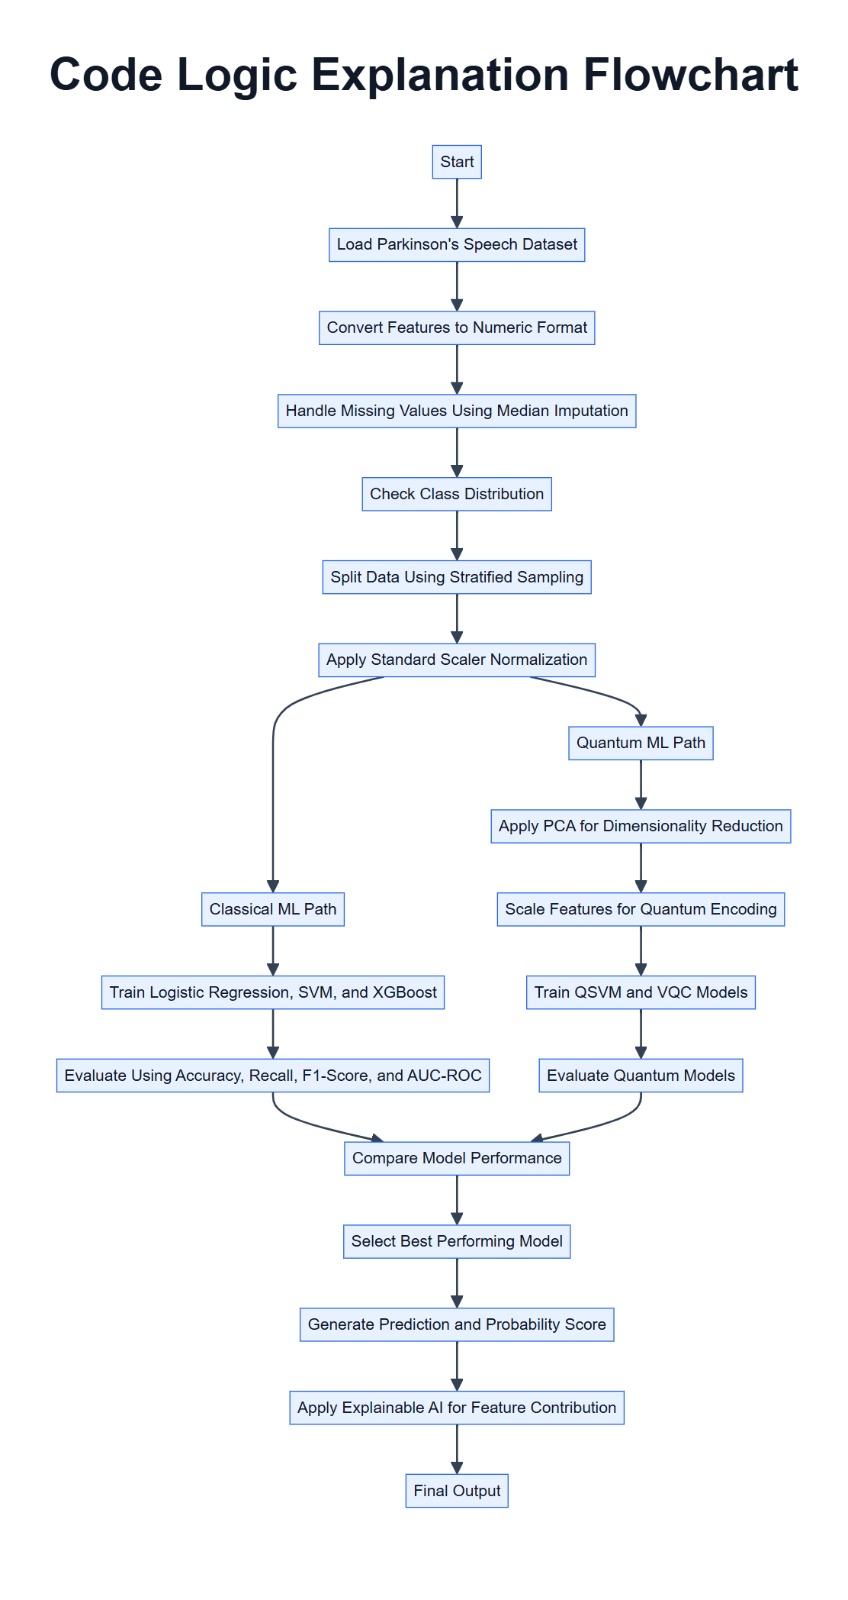 Code Logic Explanation Flowchart
Start
Load Parkinson's Speech Dataset
Convert Features to Numeric Format
Handle Missing Values Using Median Imputation
Check Class Distribution
Split Data Using Stratified Sampling
Apply Standard Scaler Normalization
Quantum ML Path
Apply PCA for Dimensionality Reduction
Classical ML Path
Scale Features for Quantum Encoding
Train Logistic Regression, SVM, and XGBoost
Train QSVM and VQC Models
Evaluate Using Accuracy, Recall, F1-Score, and AUC-ROC
Evaluate Quantum Models
Compare Model Performance
Select Best Performing Model
Generate Prediction and Probability Score
Apply Explainable AI for Feature Contribution
Final Output